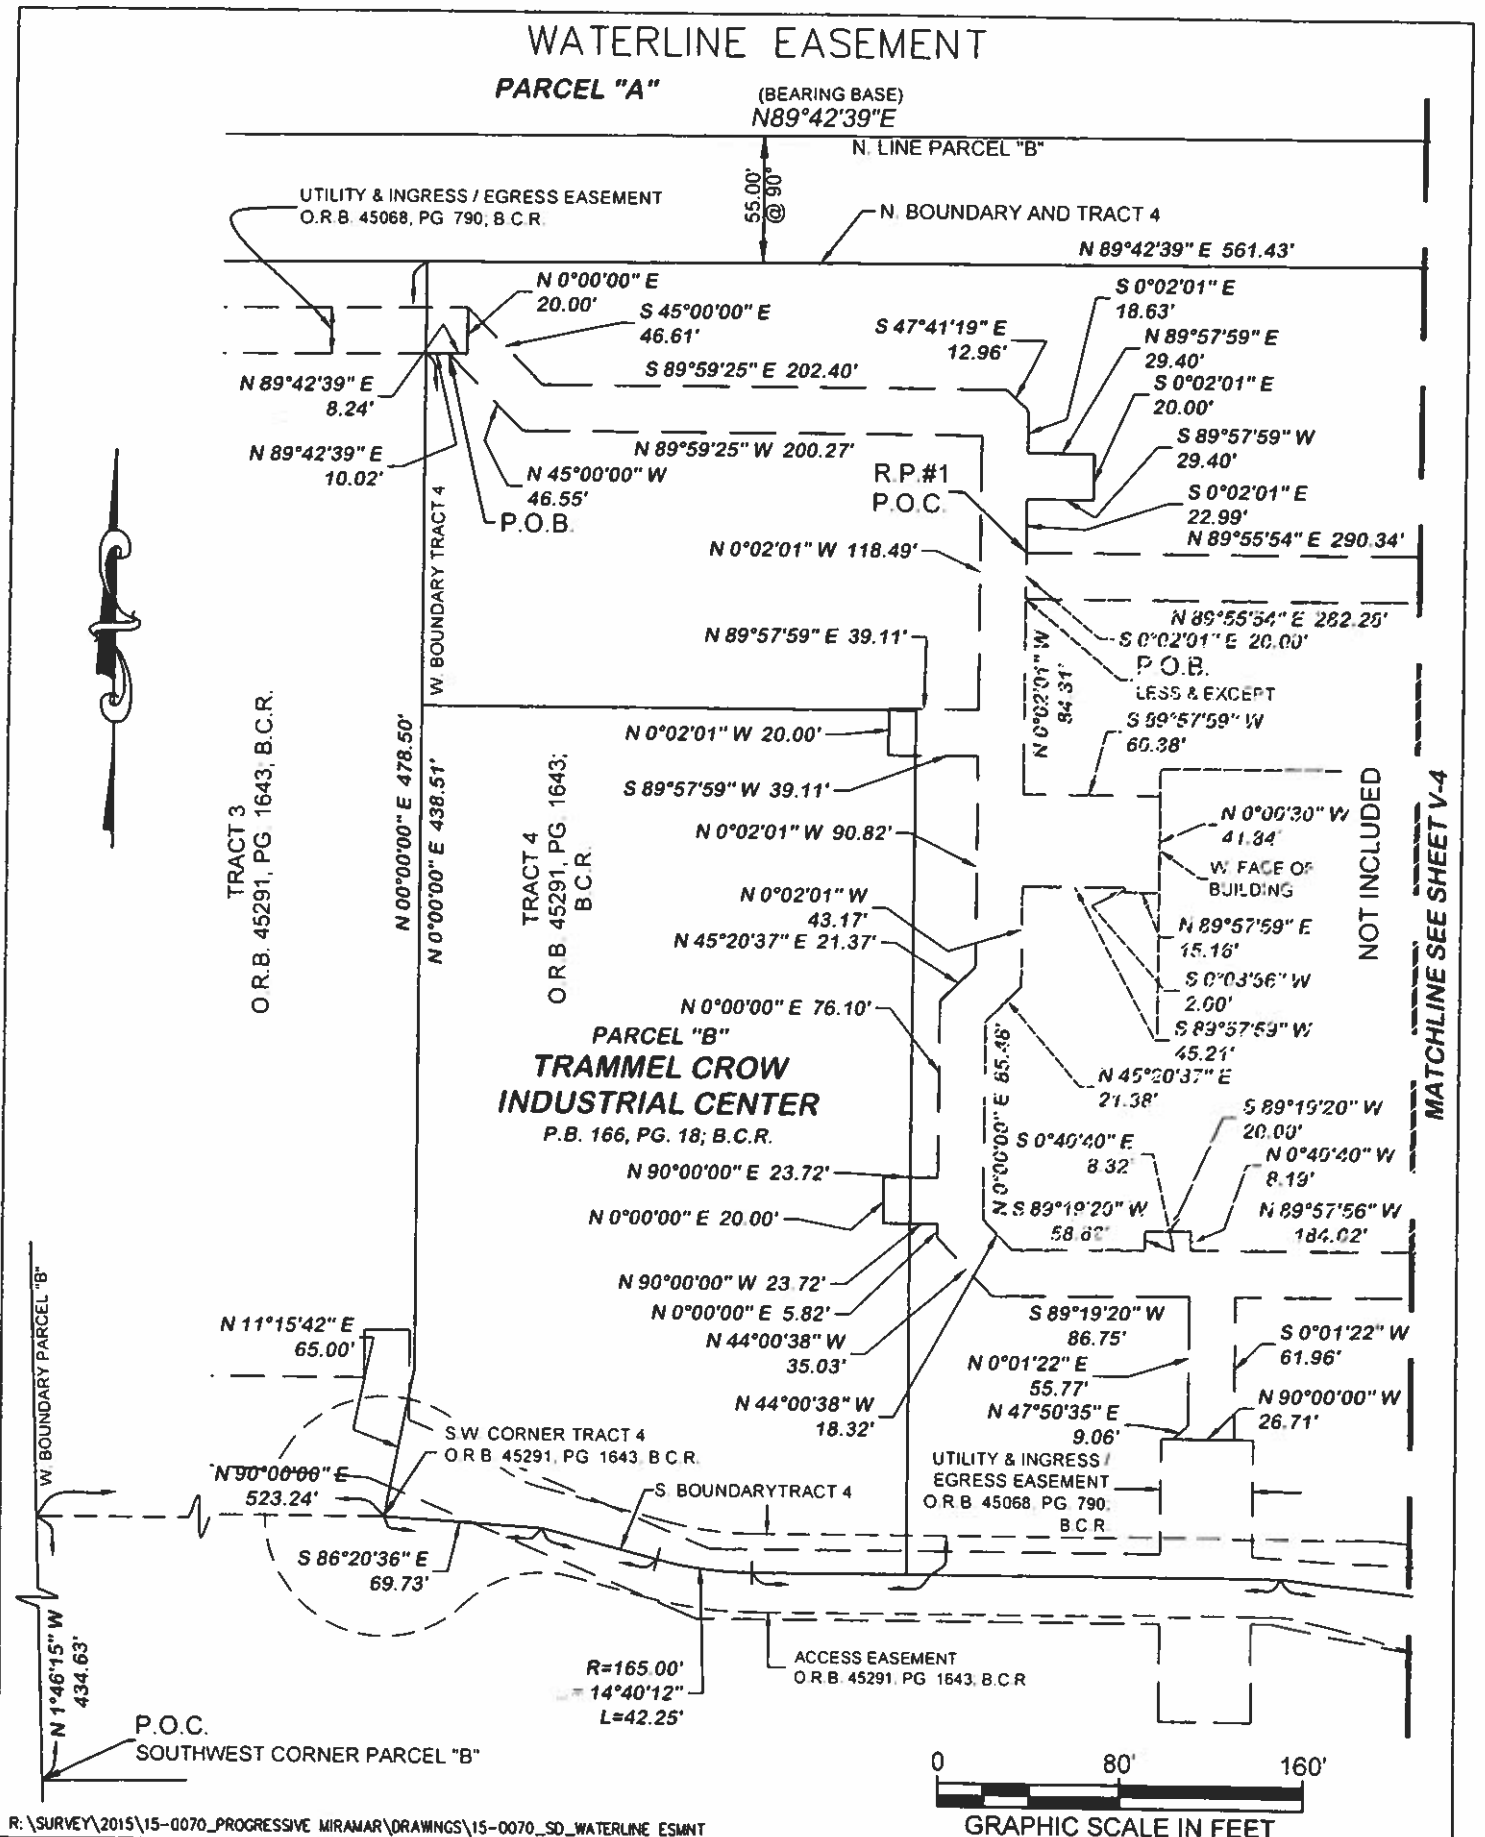 WATERLINE EASEMENT
PARCEL "A"
(BEARING BASE)
N89°42'39"E
N. LINE PARCEL "B"
55.00'
@ 90°
UTILITY & INGRESS / EGRESS EASEMENT
O.R.B. 45068, PG 790; B.C.R.
N. BOUNDARY AND TRACT 4
N 89°42'39" E 561.43'
N 0°00'00" E
20.00'
S 45°00'00" E
46.61'
S 0°02'01" E
18.63'
S 47°41'19" E
12.96'
N 89°57'59" E
29.40'
S 89°59'25" E 202.40'
N 89°42'39" E
8.24'
S 0°02'01" E
20.00'
N 89°42'39" E
10.02'
N 89°59'25" W 200.27'
S 89°57'59" W
29.40'
N 45°00'00" W
46.55'
R.P.#1
P.O.C.
P.O.B.
S 0°02'01" E
22.99'
W. BOUNDARY TRACT 4
N 0°02'01" W 118.49'
N 89°55'54" E 290.34'
N 89°55'54" E 282.25'
N 89°57'59" E 39.11'
S 0°02'01" E 20.00'
P.O.B.
LESS & EXCEPT
N 0°02'01" W
84.31'
S 89°57'59" W
60.38'
N 0°02'01" W 20.00'
S 89°57'59" W 39.11'
N 0°02'01" W 90.82'
N 0°00'30" W
41.84'
W. FACE OF
BUILDING
NOT INCLUDED
MATCHLINE SEE SHEET V-4
TRACT 3
O.R.B. 45291, PG. 1643; B.C.R.
N 00°00'00" E 478.50'
N 0°00'00" E 438.51'
TRACT 4
O.R.B. 45291, PG. 1643;
B.C.R.
N 0°02'01" W
43.17'
N 45°20'37" E 21.37'
N 89°57'59" E
15.16'
S 0°03'56" W
2.00'
S 89°57'59" W
45.21'
N 0°00'00" E 76.10'
PARCEL "B"
TRAMMEL CROW
INDUSTRIAL CENTER
P.B. 166, PG. 18; B.C.R.
N 45°20'37" E
21.38'
N 0°00'00" E 85.48'
S 89°19'20" W
20.00'
S 0°40'40" E
8.32'
N 0°40'40" W
8.19'
N 90°00'00" E 23.72'
N 0°00'00" E 20.00'
S 89°19'20" W
N 89°57'56" W
184.02'
N 90°00'00" W 23.72'
N 0°00'00" E 5.82'
N 44°00'38" W
35.03'
N 44°00'38" W
18.32'
S 89°19'20" W
86.75'
S 0°01'22" W
61.96'
N 0°01'22" E
55.77'
N 90°00'00" W
26.71'
N 47°50'35" E
9.06'
W. BOUNDARY PARCEL "B"
N 11°15'42" E
65.00'
S.W. CORNER TRACT 4
O.R.B. 45291, PG 1643, B.C.R.
N 90°00'00" E
523.24'
UTILITY & INGRESS /
EGRESS EASEMENT
O.R.B. 45068, PG 790;
B.C.R.
S. BOUNDARYTRACT 4
S 86°20'36" E
69.73'
N 1°46'15" W
434.63'
R=165.00'
= 14°40'12"
L=42.25'
ACCESS EASEMENT
O.R.B. 45291, PG 1643, B.C.R
P.O.C.
SOUTHWEST CORNER PARCEL "B"
0 80' 160'
GRAPHIC SCALE IN FEET
R:\SURVEY\2015\15-0070_PROGRESSIVE MIRAMAR\DRAWINGS\15-0070_SD_WATERLINE ESMNT